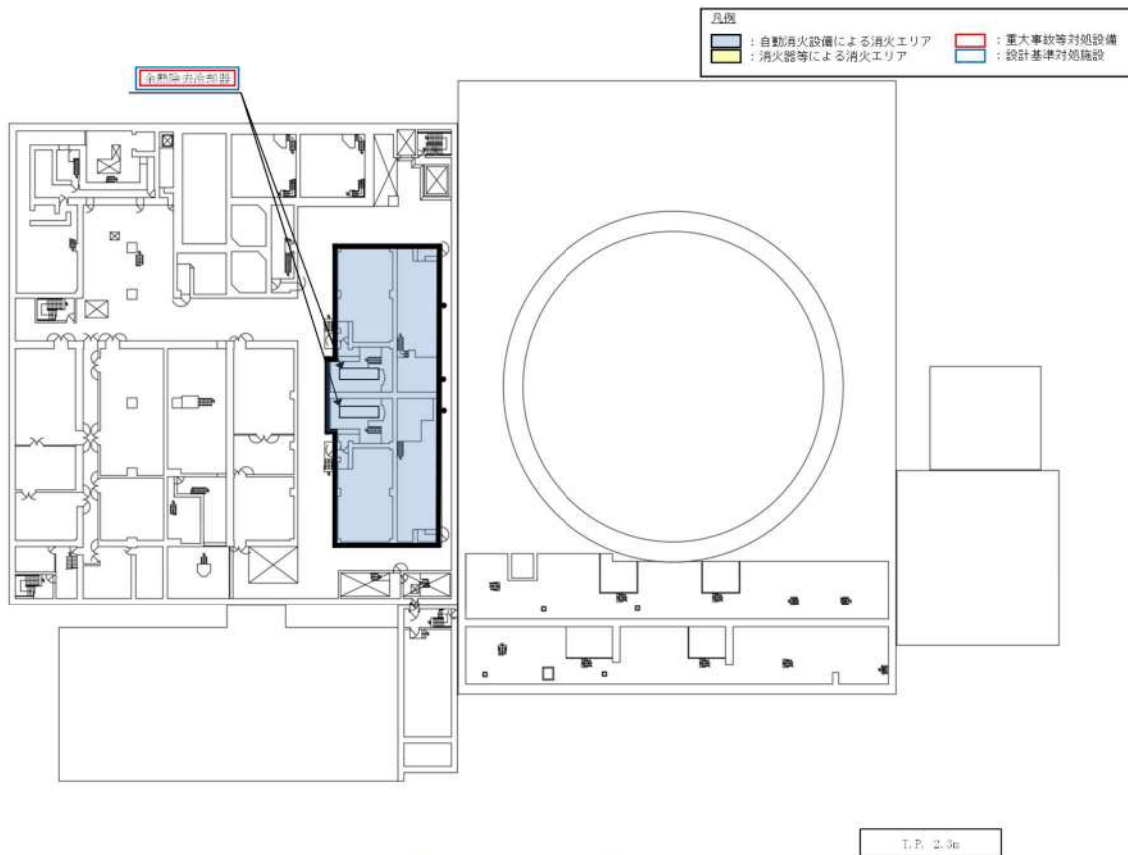 凡例
：自動消火設備による消火エリア
：重大事故等対処設備
：消火器等による消火エリア
：設計基準対処施設
余熱除去冷却器
T.P. 2.3m